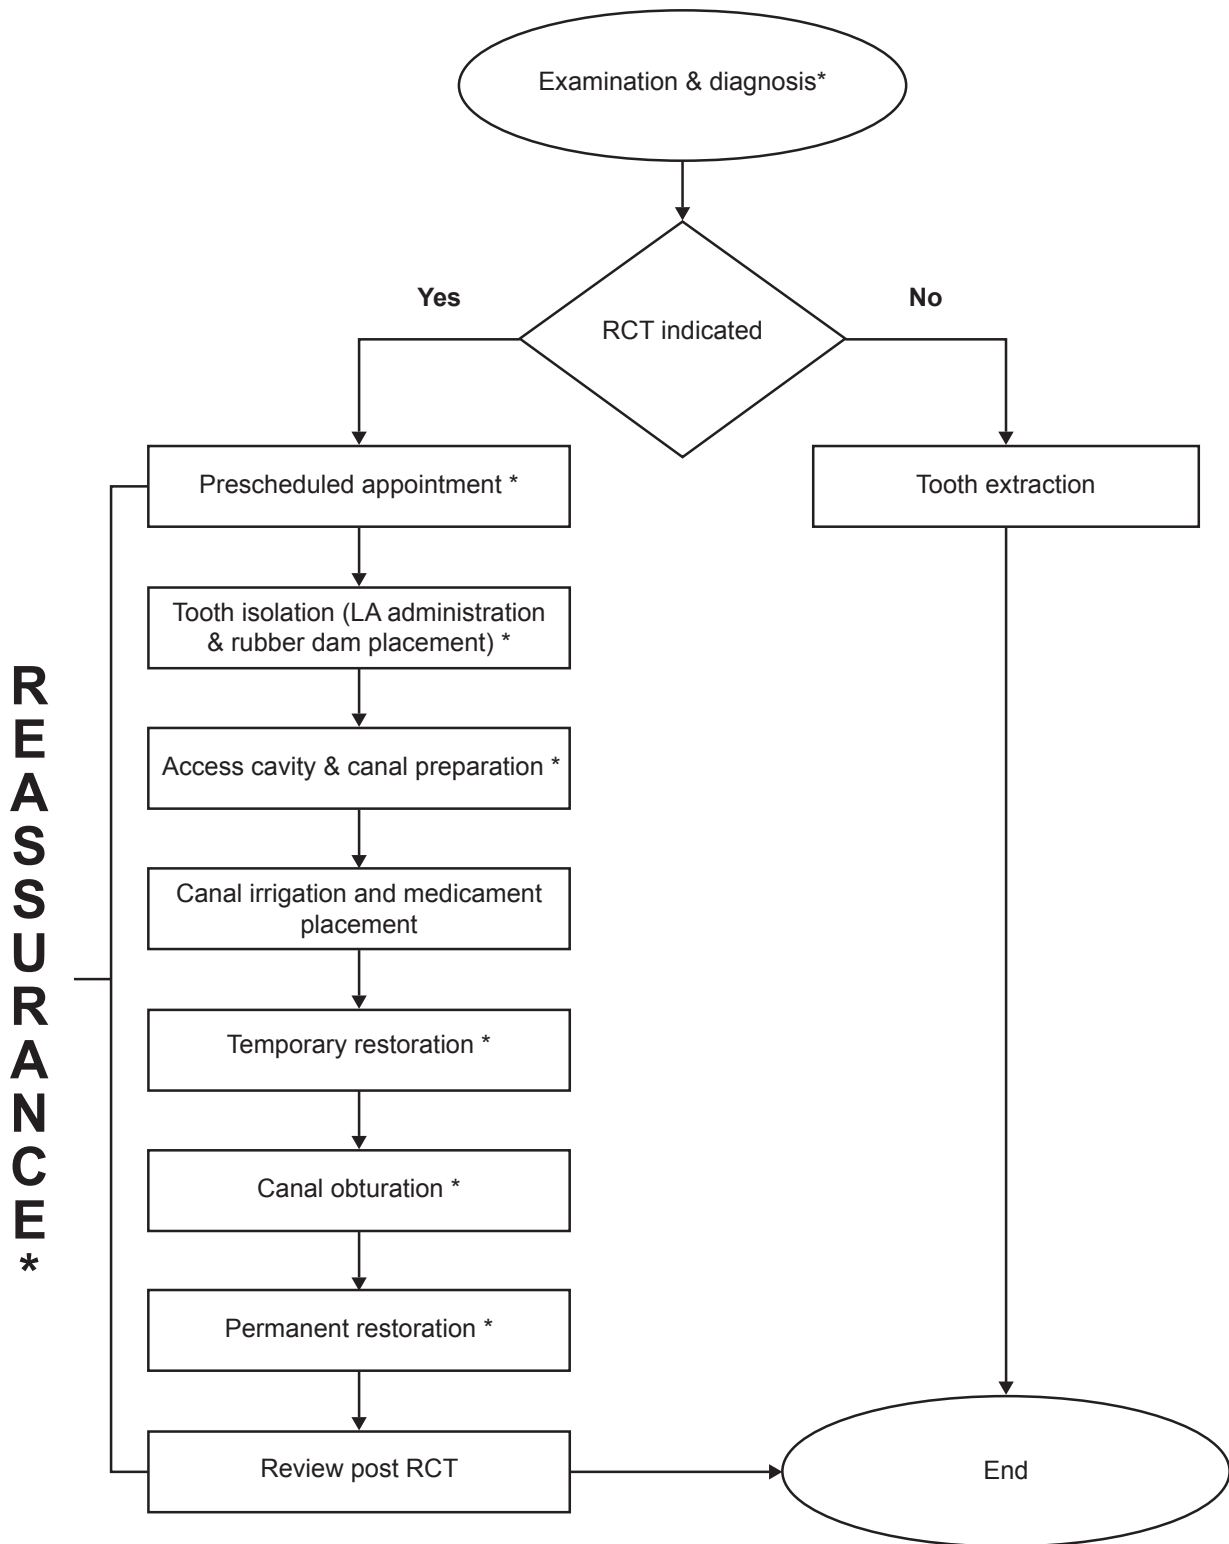 Examination & diagnosis*
RCT indicated
Yes
No
Prescheduled appointment *
Tooth extraction
Tooth isolation (LA administration
& rubber dam placement) *
Access cavity & canal preparation *
Canal irrigation and medicament
placement
Temporary restoration *
Canal obturation *
Permanent restoration *
Review post RCT
End
R
E
A
S
S
U
R
A
N
C
E
*